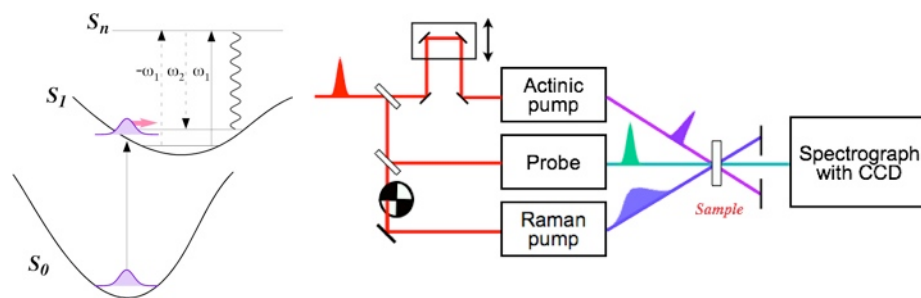 Sn
-ω1 ω2 ω1
S1
S0
Actinic
pump
Probe
Raman
pump
Sample
Spectrograph
with CCD